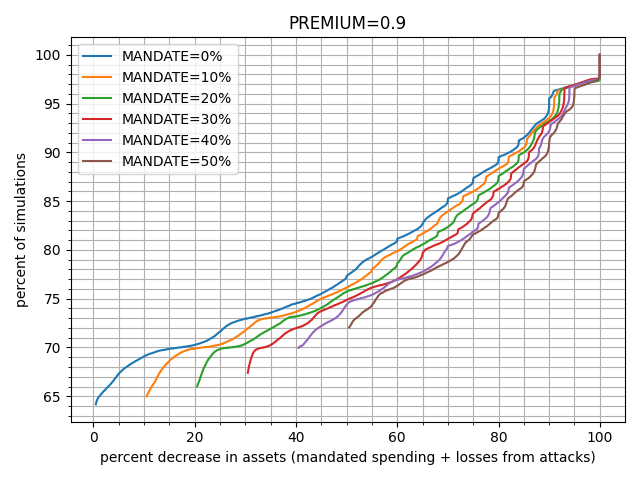 PREMIUM=0.9
MANDATE=0%
MANDATE=10%
MANDATE=20%
MANDATE=30%
MANDATE=40%
MANDATE=50%
100
95
90
85
80
75
70
65
percent of simulations
0
20
40
60
80
100
percent decrease in assets (mandated spending + losses from attacks)